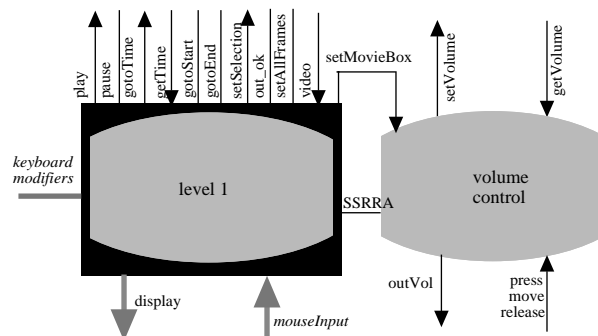 play
pause
gotoTime
getTime
gotoStart
gotoEnd
setSelection
out_ok
setAllFrames
video
setMovieBox
setVolume
getVolume
keyboard
modifiers
level 1
SSRRA
volume
control
display
mouseInput
outVol
press
move
release